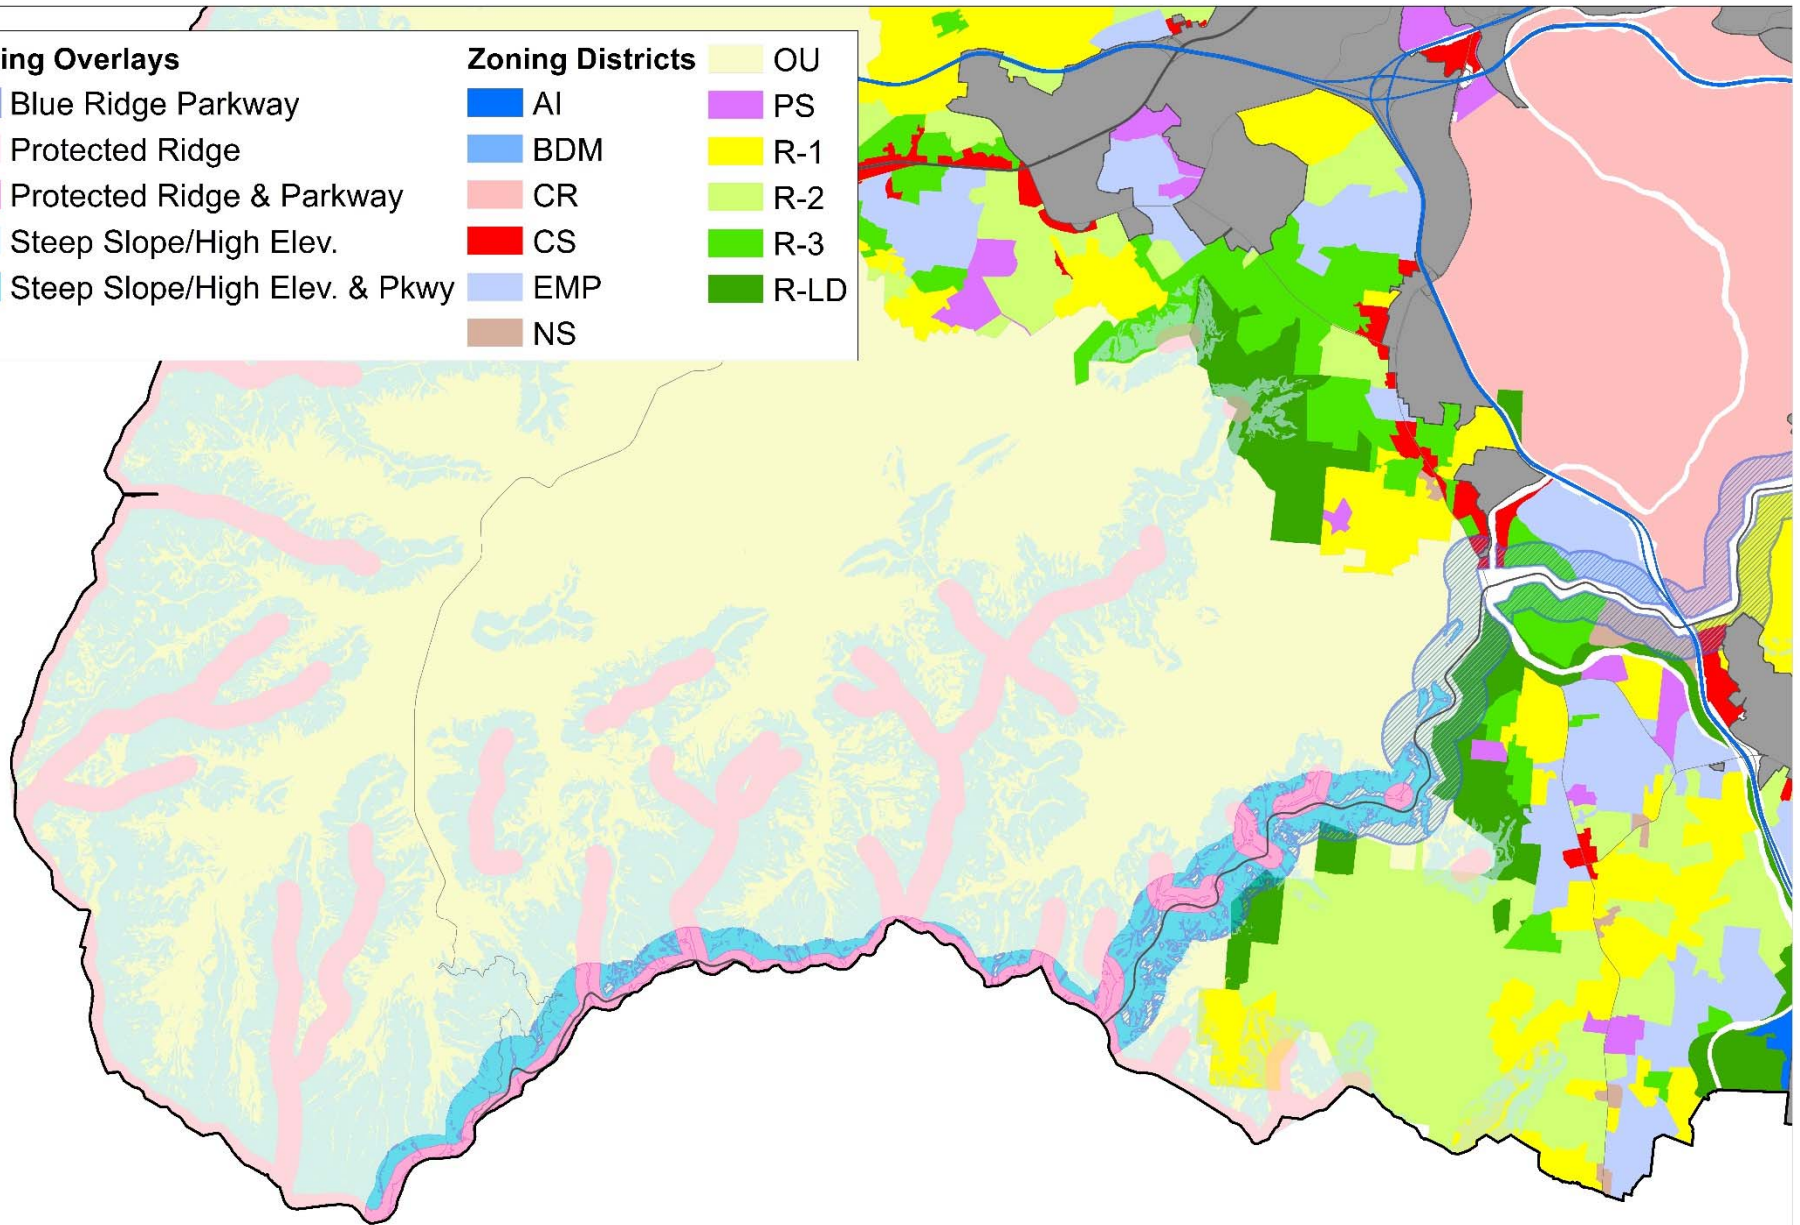 ing Overlays
Blue Ridge Parkway
Protected Ridge
Protected Ridge & Parkway
Steep Slope/High Elev.
Steep Slope/High Elev. & Pkwy
Zoning Districts
AI
BDM
CR
CS
EMP
NS
OU
PS
R-1
R-2
R-3
R-LD